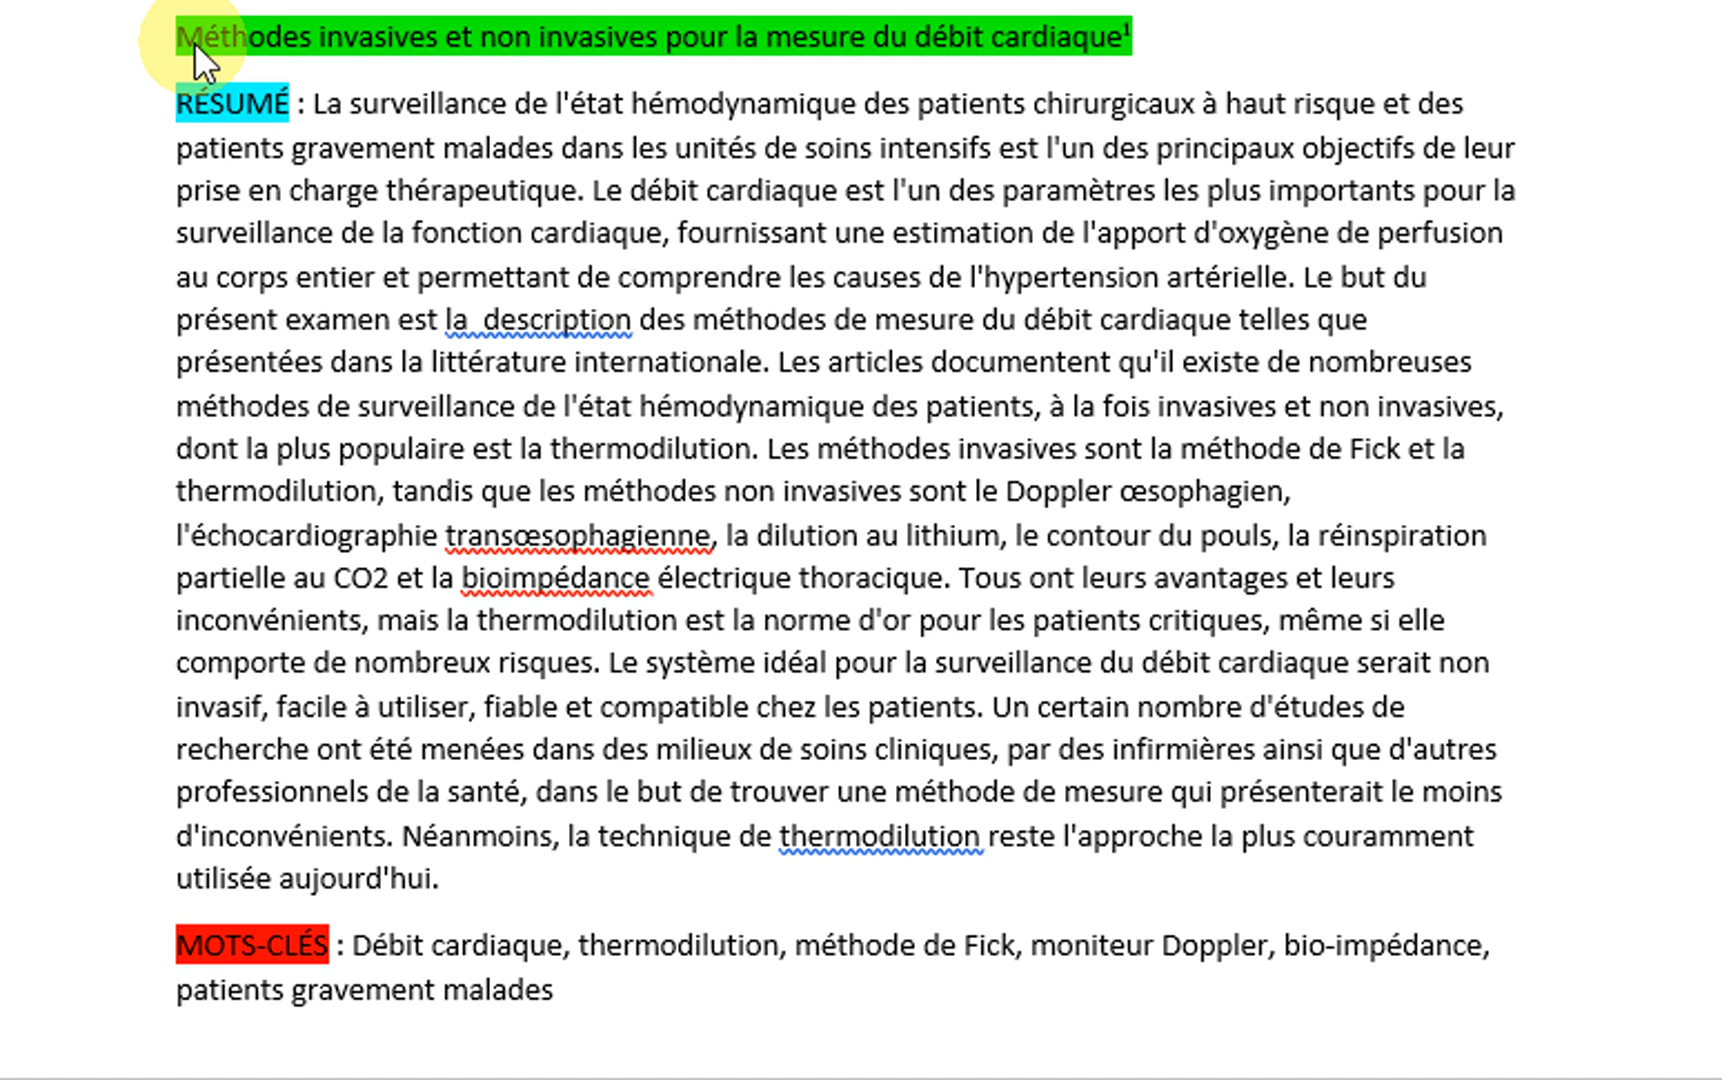 Méthodes invasives et non invasives pour la mesure du débit cardiaque¹
RÉSUMÉ : La surveillance de l'état hémodynamique des patients chirurgicaux à haut risque et des
patients gravement malades dans les unités de soins intensifs est l'un des principaux objectifs de leur
prise en charge thérapeutique. Le débit cardiaque est l'un des paramètres les plus importants pour la
surveillance de la fonction cardiaque, fournissant une estimation de l'apport d'oxygène de perfusion
au corps entier et permettant de comprendre les causes de l'hypertension artérielle. Le but du
présent examen est la  description des méthodes de mesure du débit cardiaque telles que
présentées dans la littérature internationale. Les articles documentent qu'il existe de nombreuses
méthodes de surveillance de l'état hémodynamique des patients, à la fois invasives et non invasives,
dont la plus populaire est la thermodilution. Les méthodes invasives sont la méthode de Fick et la
thermodilution, tandis que les méthodes non invasives sont le Doppler œsophagien,
l'échocardiographie transœsophagienne, la dilution au lithium, le contour du pouls, la réinspiration
partielle au CO2 et la bioimpédance électrique thoracique. Tous ont leurs avantages et leurs
inconvénients, mais la thermodilution est la norme d'or pour les patients critiques, même si elle
comporte de nombreux risques. Le système idéal pour la surveillance du débit cardiaque serait non
invasif, facile à utiliser, fiable et compatible chez les patients. Un certain nombre d'études de
recherche ont été menées dans des milieux de soins cliniques, par des infirmières ainsi que d'autres
professionnels de la santé, dans le but de trouver une méthode de mesure qui présenterait le moins
d'inconvénients. Néanmoins, la technique de thermodilution reste l'approche la plus couramment
utilisée aujourd'hui.
MOTS-CLÉS : Débit cardiaque, thermodilution, méthode de Fick, moniteur Doppler, bio-impédance,
patients gravement malades